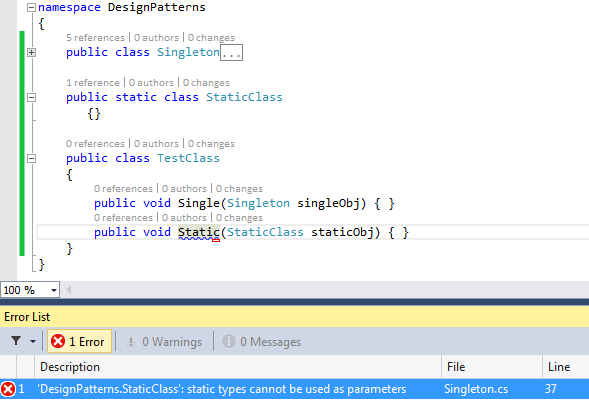 namespace DesignPatterns
{
5 references | 0 authors | 0 changes
public class Singleton...
1 reference | 0 authors | 0 changes
public static class StaticClass
{}
0 references | 0 authors | 0 changes
public class TestClass
{
0 references | 0 authors | 0 changes
public void Single(Singleton singleObj) { }
0 references | 0 authors | 0 changes
public void Static(StaticClass staticObj) { }
}
}
100 %
Error List
1 Error 0 Warnings 0 Messages
Description File Line
1 'DesignPatterns.StaticClass': static types cannot be used as parameters Singleton.cs 37